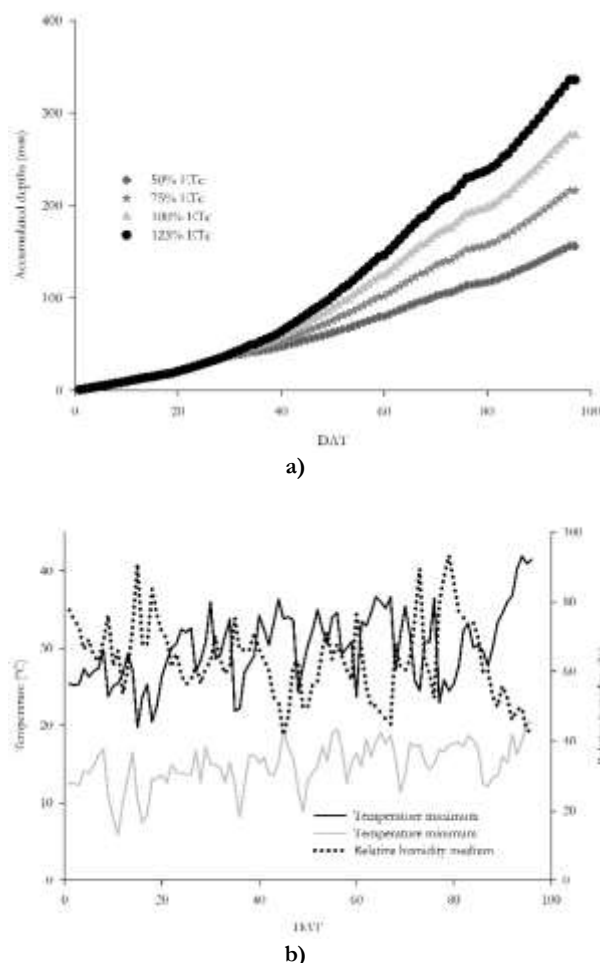 400
300
200
100
0
Accumulated depths (mm)
50% ETc
75% ETc
100% ETc
125% ETc
0 20 40 60 80 100
DAT
a)
40
30
20
10
0
Temperature (°C)
100
80
60
40
20
0
Temperature
Temperature minimum
Relative humidity medium
0 20 40 60 80 100
DAT
b)